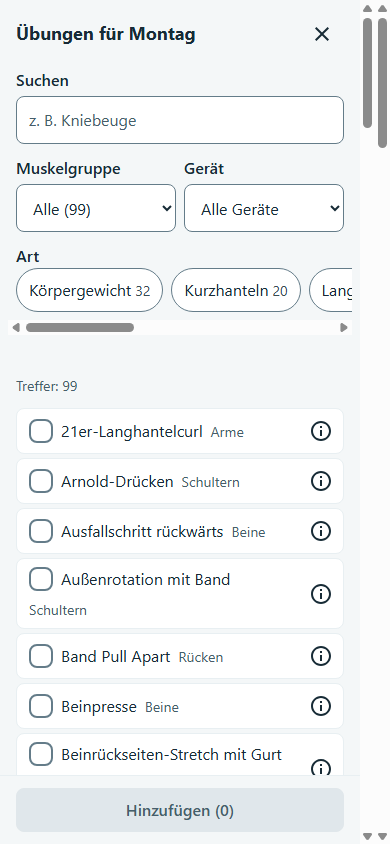 Übungen für Montag
Suchen
z. B. Kniebeuge
Muskelgruppe Gerät
Alle (99) Alle Geräte
Art
Körpergewicht 32 Kurzhanteln 20 Lang
Treffer: 99
21er-Langhantelcurl Arme
Arnold-Drücken Schultern
Ausfallschritt rückwärts Beine
Außenrotation mit Band
Schultern
Band Pull Apart Rücken
Beinpresse Beine
Beinrückseiten-Stretch mit Gurt
Hinzufügen (0)